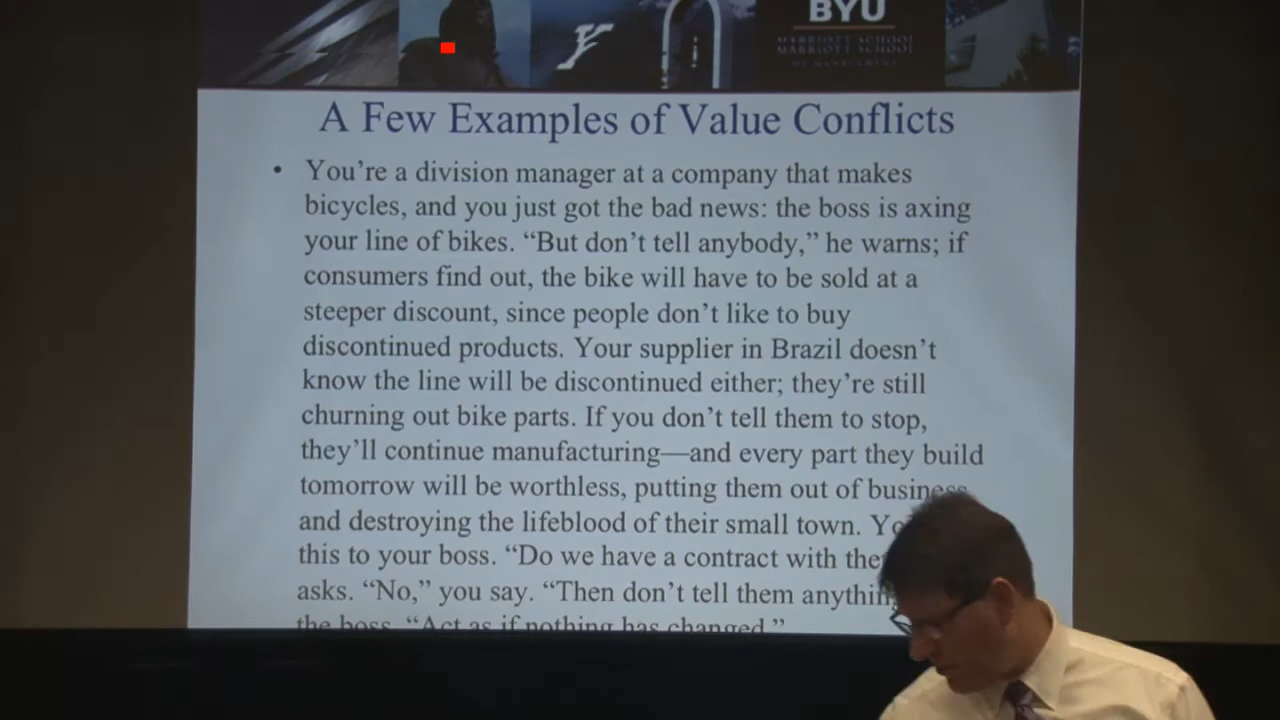 BYU
MARRIOTT SCHOOL
OF MANAGEMENT
A Few Examples of Value Conflicts
• You’re a division manager at a company that makes
bicycles, and you just got the bad news: the boss is axing
your line of bikes. “But don’t tell anybody,” he warns; if
consumers find out, the bike will have to be sold at a
steeper discount, since people don’t like to buy
discontinued products. Your supplier in Brazil doesn’t
know the line will be discontinued either; they’re still
churning out bike parts. If you don’t tell them to stop,
they’ll continue manufacturing—and every part they build
tomorrow will be worthless, putting them out of business
and destroying the lifeblood of their small town.
this to your boss. “Do we have a contract with
asks. “No,” you say. “Then don’t tell them
the boss. “Act as if nothing has changed.”